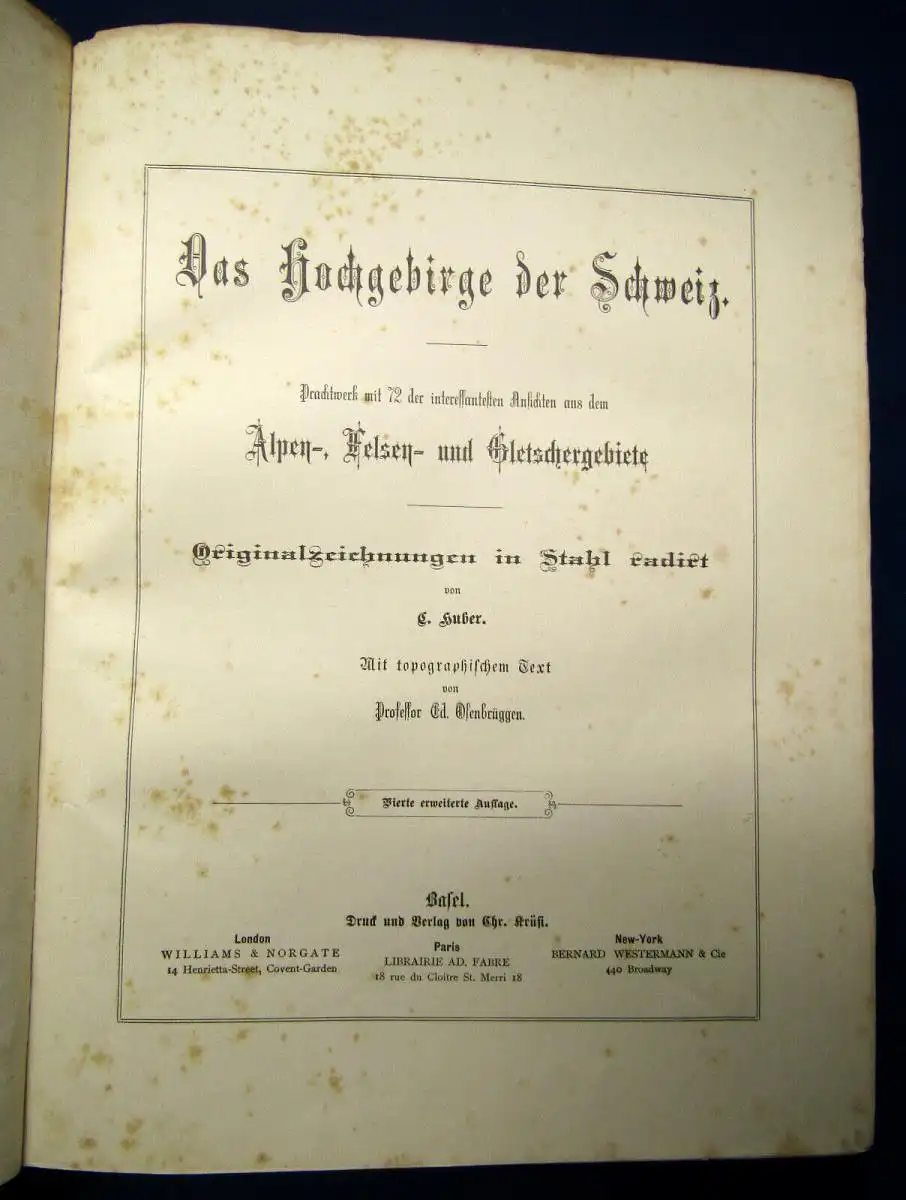 Das Hochgebirge der Schweiz.
Prachtwerk mit 72 der interessantesten Ansichten aus dem
Alpen-, Felsen- und Gletschergebiete
Originalzeichnungen in Stahl radirt
von
C. Huber.
Mit topographischem Text
von
Professor Ed. Osenbrüggen.
Vierte erweiterte Auflage.
Basel.
Druck und Verlag von Chr. Krüsi.
London
WILLIAMS & NORGATE
14 Henrietta-Street, Covent-Garden
Paris
LIBRAIRIE AD. FABRE
18 rue du Cloître St. Merri 18
New-York
BERNARD WESTERMANN & Cie
440 Broadway